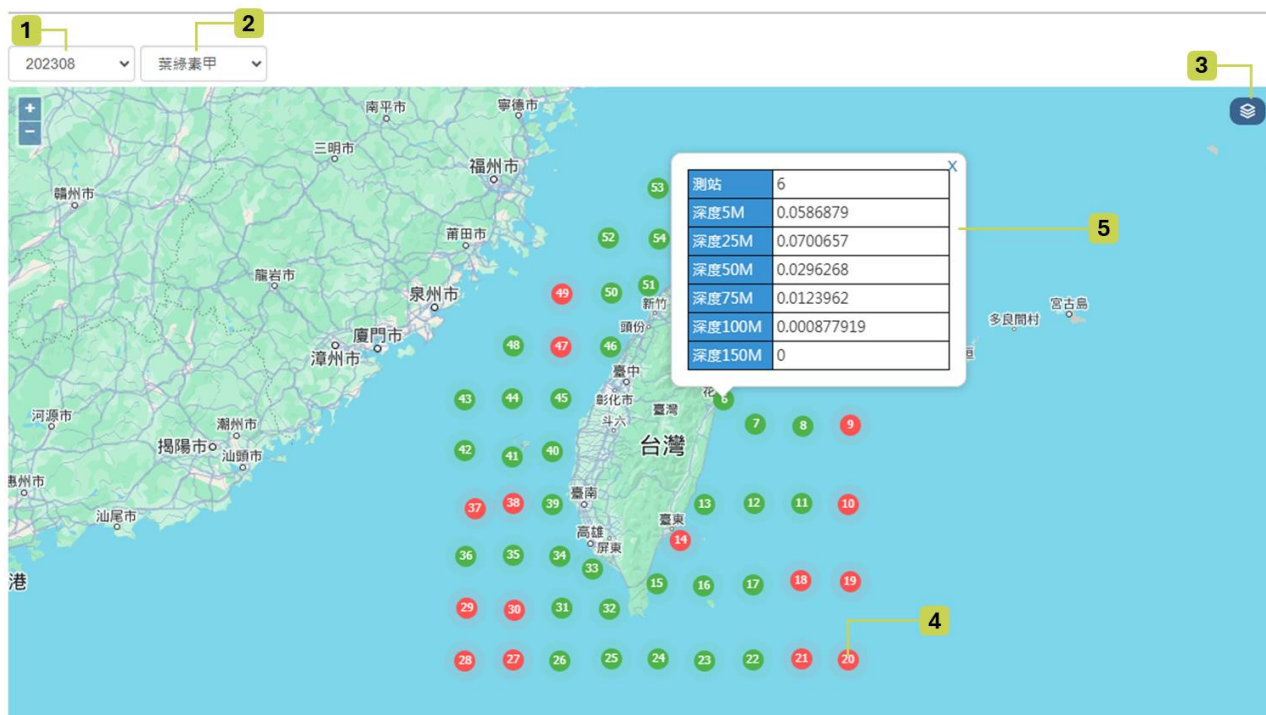 1
2
202308
葉綠素甲
3
+
−
南平市
寧德市
三明市
福州市
贛州市
53
X
測站 6
深度5M 0.0586879
深度25M 0.0700657
深度50M 0.0296268
深度75M 0.0123962
深度100M 0.000877919
深度150M 0
5
莆田市
52
54
龍岩市
泉州市
49
50
51
新竹
宮古島
多良間村
頭份
廈門市
漳州市
48
47
46
垣
臺中
花
6
43
44
45
彰化市
臺灣
河源市
潮州市
斗六
7
8
9
揭陽市
汕頭市
42
41
40
台灣
惠州市
37
38
39
臺南
13
12
11
10
汕尾市
臺東
高雄
14
屏東
36
35
34
33
港
15
16
17
18
19
29
30
31
32
4
28
27
26
25
24
23
22
21
20